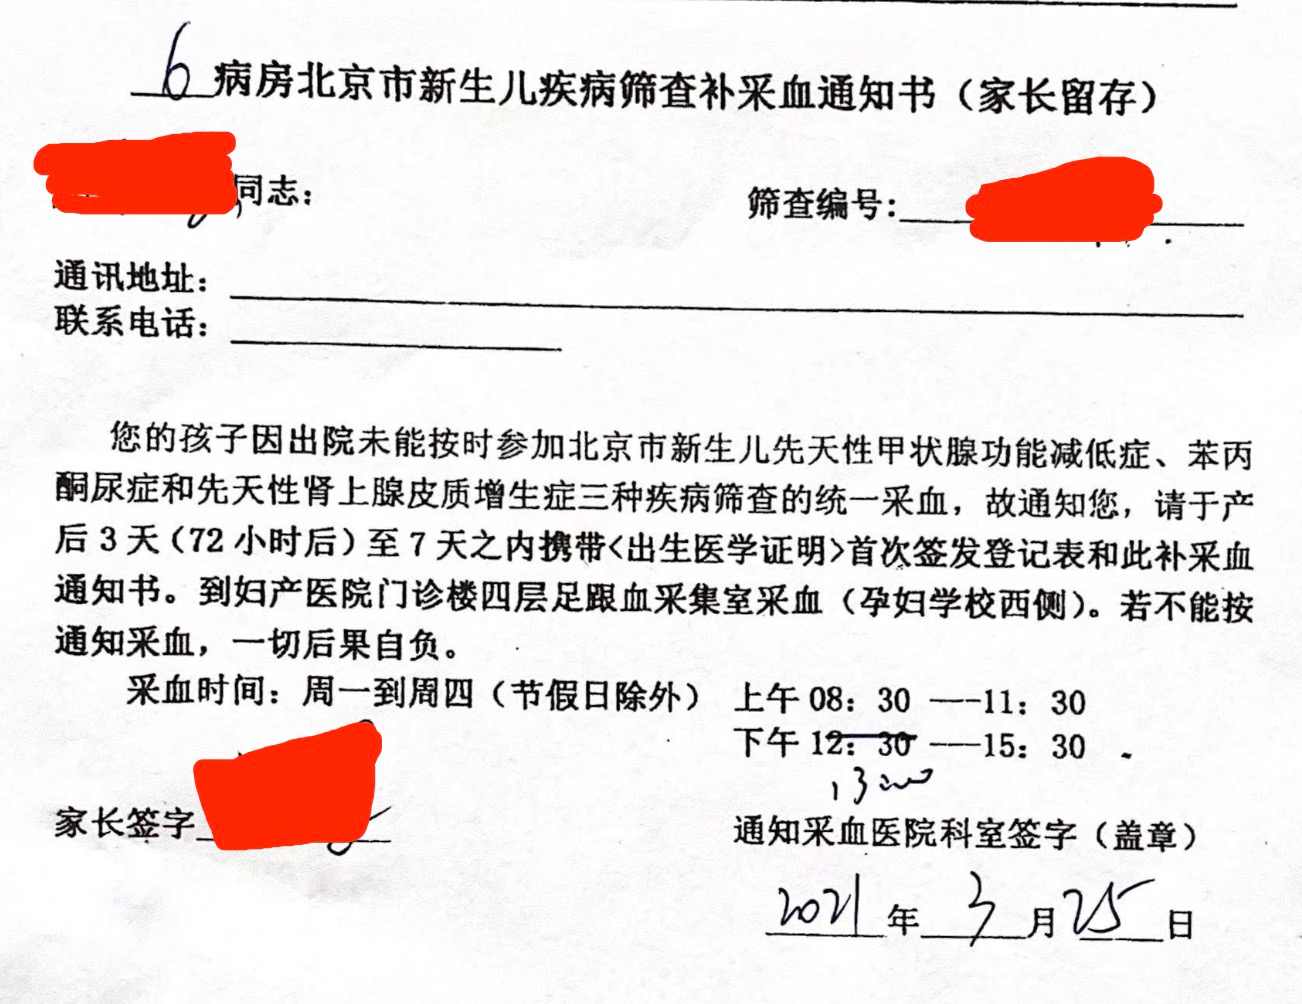 6 病房北京市新生儿疾病筛查补采血通知书（家长留存）
同志：
筛查编号：
通讯地址：
联系电话：
您的孩子因出院未能按时参加北京市新生儿先天性甲状腺功能减低症、苯丙
酮尿症和先天性肾上腺皮质增生症三种疾病筛查的统一采血，故通知您，请于产
后 3 天（72 小时后）至 7 天之内携带<出生医学证明>首次签发登记表和此补采血
通知书。到妇产医院门诊楼四层足跟血采集室采血（孕妇学校西侧）。若不能按
通知采血，一切后果自负。
采血时间：周一到周四（节假日除外） 上午 08：30 ——11：30
下午 12：30 ——15：30
13:00
家长签字
通知采血医院科室签字（盖章）
2021 年 3 月 25 日